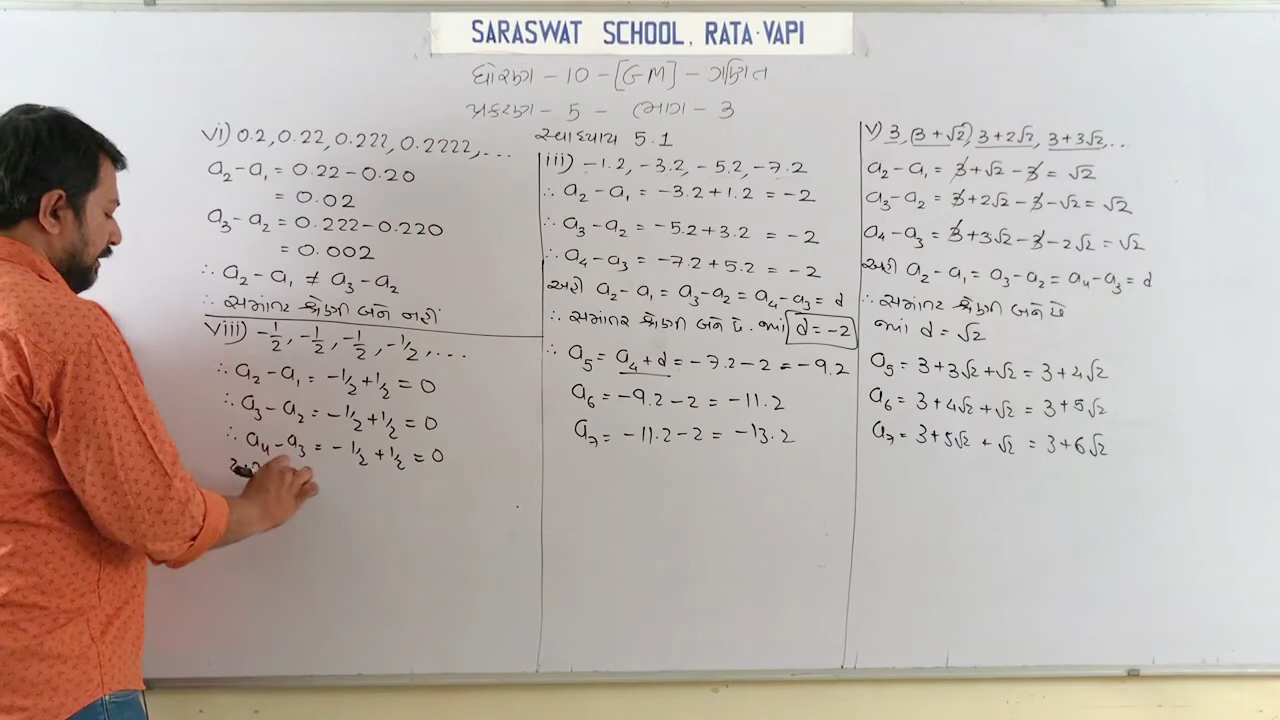 SARASWAT SCHOOL, RATA·VAPI
ધોરણ - 10 - [GM] - ગણિત
પ્રકરણ - 5 - ભાગ - 3
vi) 0.2, 0.22, 0.222, 0.2222, ...
a₂ - a₁ = 0.22 - 0.20
= 0.02
a₃ - a₂ = 0.222 - 0.220
= 0.002
∴ a₂ - a₁ ≠ a₃ - a₂
∴ સમાંતર શ્રેણી બને નહીં
viii) -1/2, -1/2, -1/2, -1/2, ...
∴ a₂ - a₁ = -1/2 + 1/2 = 0
∴ a₃ - a₂ = -1/2 + 1/2 = 0
∴ a₄ - a₃ = -1/2 + 1/2 = 0
સ્વાધ્યાય 5.1
iii) -1.2, -3.2, -5.2, -7.2
∴ a₂ - a₁ = -3.2 + 1.2 = -2
∴ a₃ - a₂ = -5.2 + 3.2 = -2
∴ a₄ - a₃ = -7.2 + 5.2 = -2
અહીં a₂ - a₁ = a₃ - a₂ = a₄ - a₃ = d
∴ સમાંતર શ્રેણી બને છે. જ્યાં d = -2
∴ a₅ = a₄ + d = -7.2 - 2 = -9.2
a₆ = -9.2 - 2 = -11.2
a₇ = -11.2 - 2 = -13.2
v) 3, (3 + √2), 3 + 2√2, 3 + 3√2, ...
a₂ - a₁ = 3 + √2 - 3 = √2
a₃ - a₂ = 3 + 2√2 - 3 - √2 = √2
a₄ - a₃ = 3 + 3√2 - 3 - 2√2 = √2
અહીં a₂ - a₁ = a₃ - a₂ = a₄ - a₃ = d
∴ સમાંતર શ્રેણી બને છે
જ્યાં d = √2
a₅ = 3 + 3√2 + √2 = 3 + 4√2
a₆ = 3 + 4√2 + √2 = 3 + 5√2
a₇ = 3 + 5√2 + √2 = 3 + 6√2